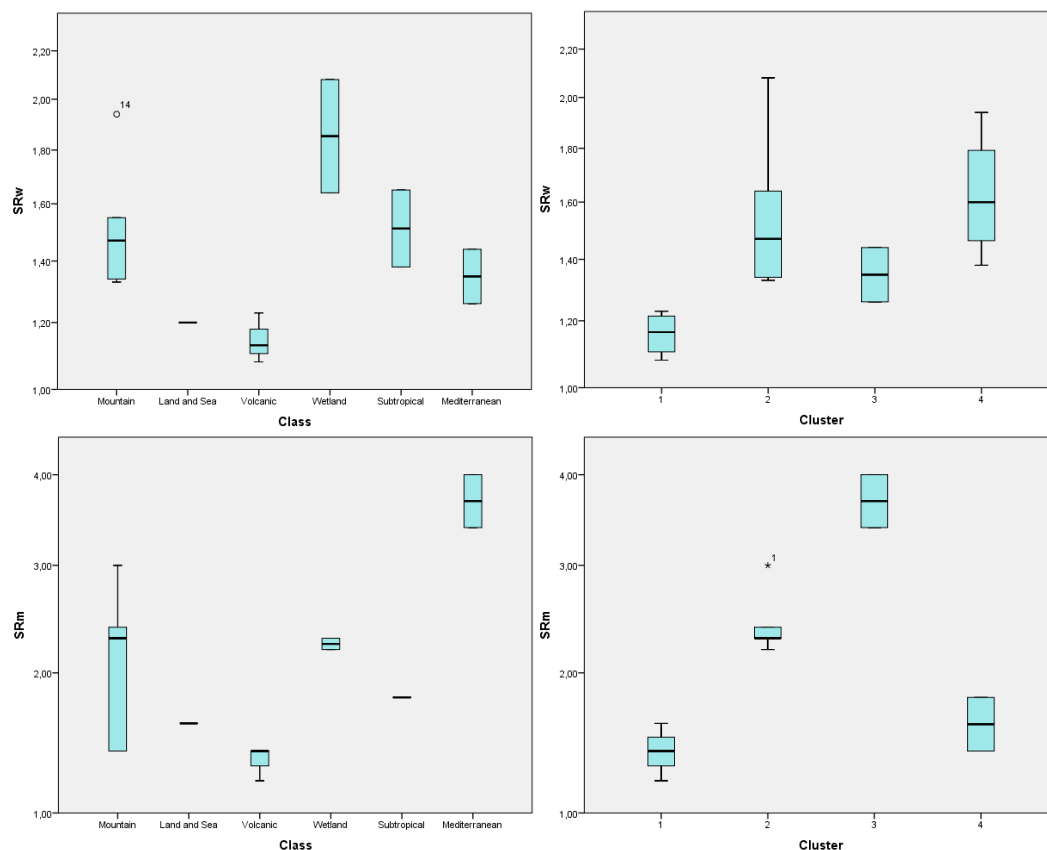 2,20
2,00
1,80
1,60
1,40
1,20
1,00
SRw
14
Mountain Land and Sea Volcanic Wetland Subtropical Mediterranean
Class
2,20
2,00
1,80
1,60
1,40
1,20
1,00
SRw
1 2 3 4
Cluster
4,00
3,00
2,00
1,00
SRm
Mountain Land and Sea Volcanic Wetland Subtropical Mediterranean
Class
4,00
3,00
2,00
1,00
SRm
1
1 2 3 4
Cluster